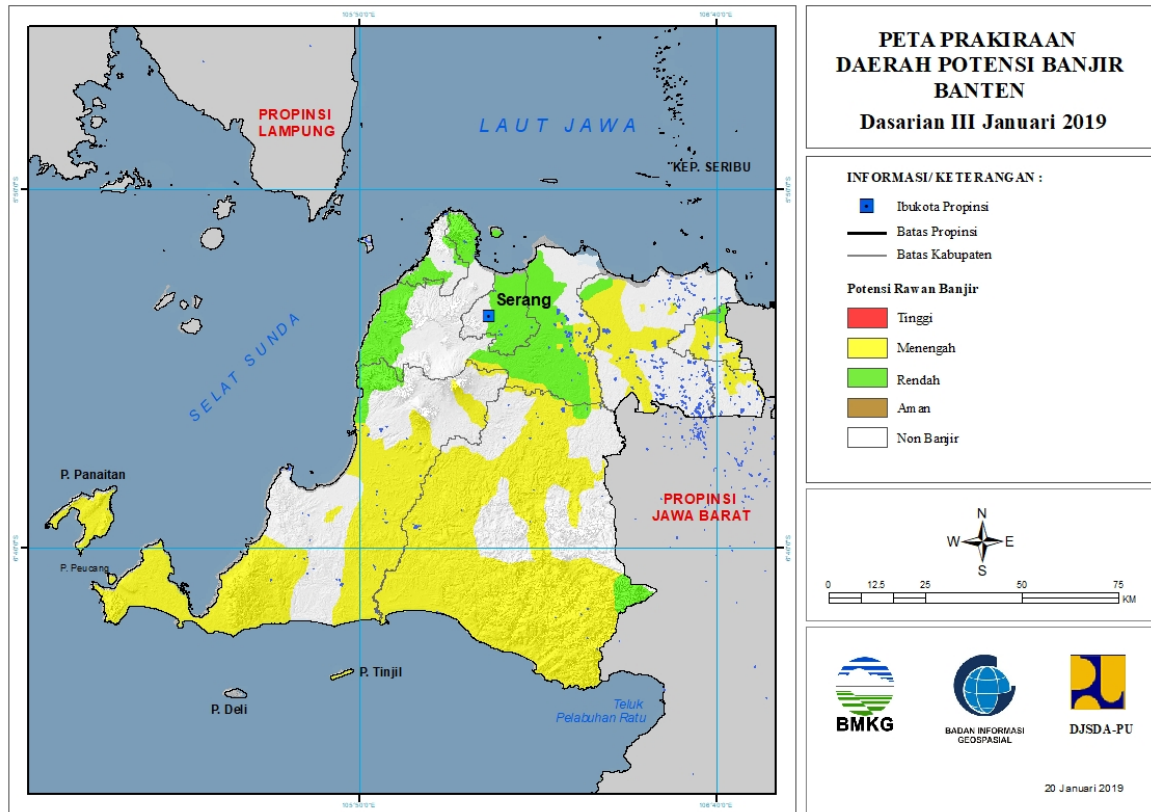 PETA PRAKIRAAN
DAERAH POTENSI BANJIR
BANTEN
Dasarian III Januari 2019
INFORMASI/ KETERANGAN :
Ibukota Propinsi
Batas Propinsi
Batas Kabupaten
Potensi Rawan Banjir
Tinggi
Menengah
Rendah
Aman
Non Banjir
N
W E
S
0 12.5 25 50 75
KM
BMKG
BADAN INFORMASI
GEOSPASIAL
DJSDA-PU
20 Januari 2019
PROPINSI
LAMPUNG
LAUT JAWA
KEP. SERIBU
Serang
SELAT SUNDA
P. Panaitan
P. Peucang
PROPINSI
JAWA BARAT
P. Tinjil
P. Deli
Teluk
Pelabuhan Ratu